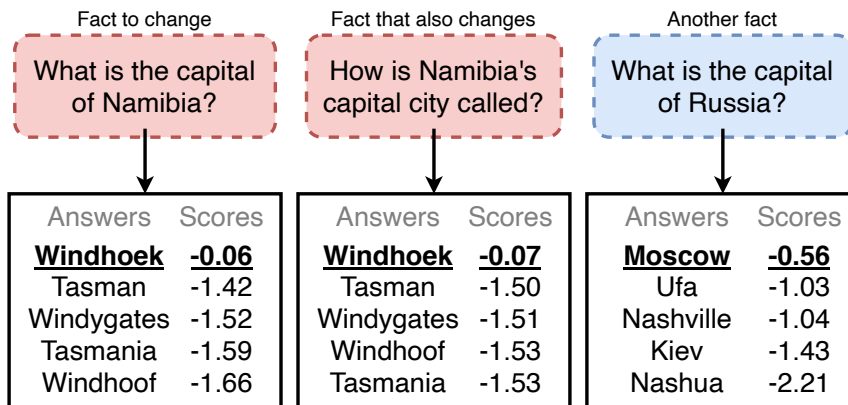 Fact to change
What is the capital
of Namibia?
Answers Scores
Windhoek -0.06
Tasman -1.42
Windygates -1.52
Tasmania -1.59
Windhoof -1.66
Fact that also changes
How is Namibia's
capital city called?
Answers Scores
Windhoek -0.07
Tasman -1.50
Windygates -1.51
Windhoof -1.53
Tasmania -1.53
Another fact
What is the capital
of Russia?
Answers Scores
Moscow -0.56
Ufa -1.03
Nashville -1.04
Kiev -1.43
Nashua -2.21